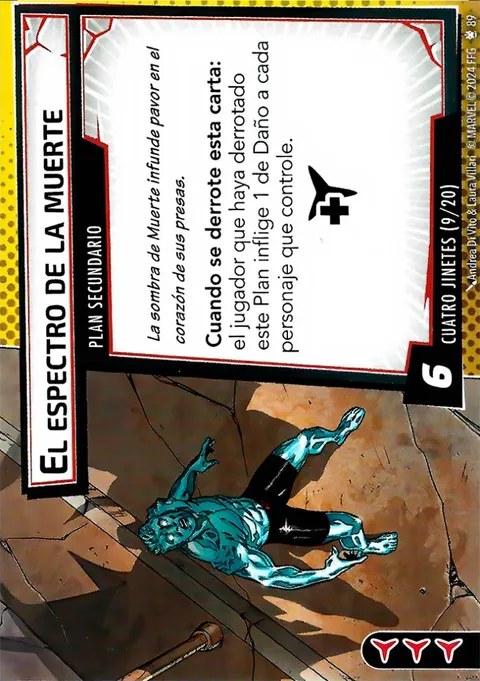 EL ESPECTRO DE LA MUERTE
PLAN SECUNDARIO
La sombra de Muerte infunde pavor en el
corazón de sus presas.
Cuando se derrote esta carta:
el jugador que haya derrotado
este Plan inflige 1 de Daño a cada
personaje que controle.
6
CUATRO JINETES (9/20)
Andrea Di Vito & Laura Villari © MARVEL © 2024 FFG 89